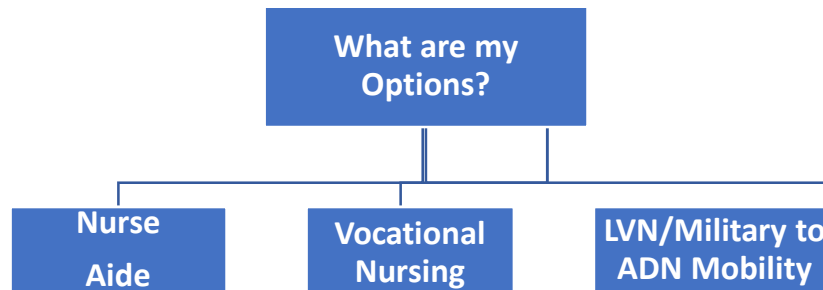 What are my
Options?
Nurse
Aide
Vocational
Nursing
LVN/Military to
ADN Mobility